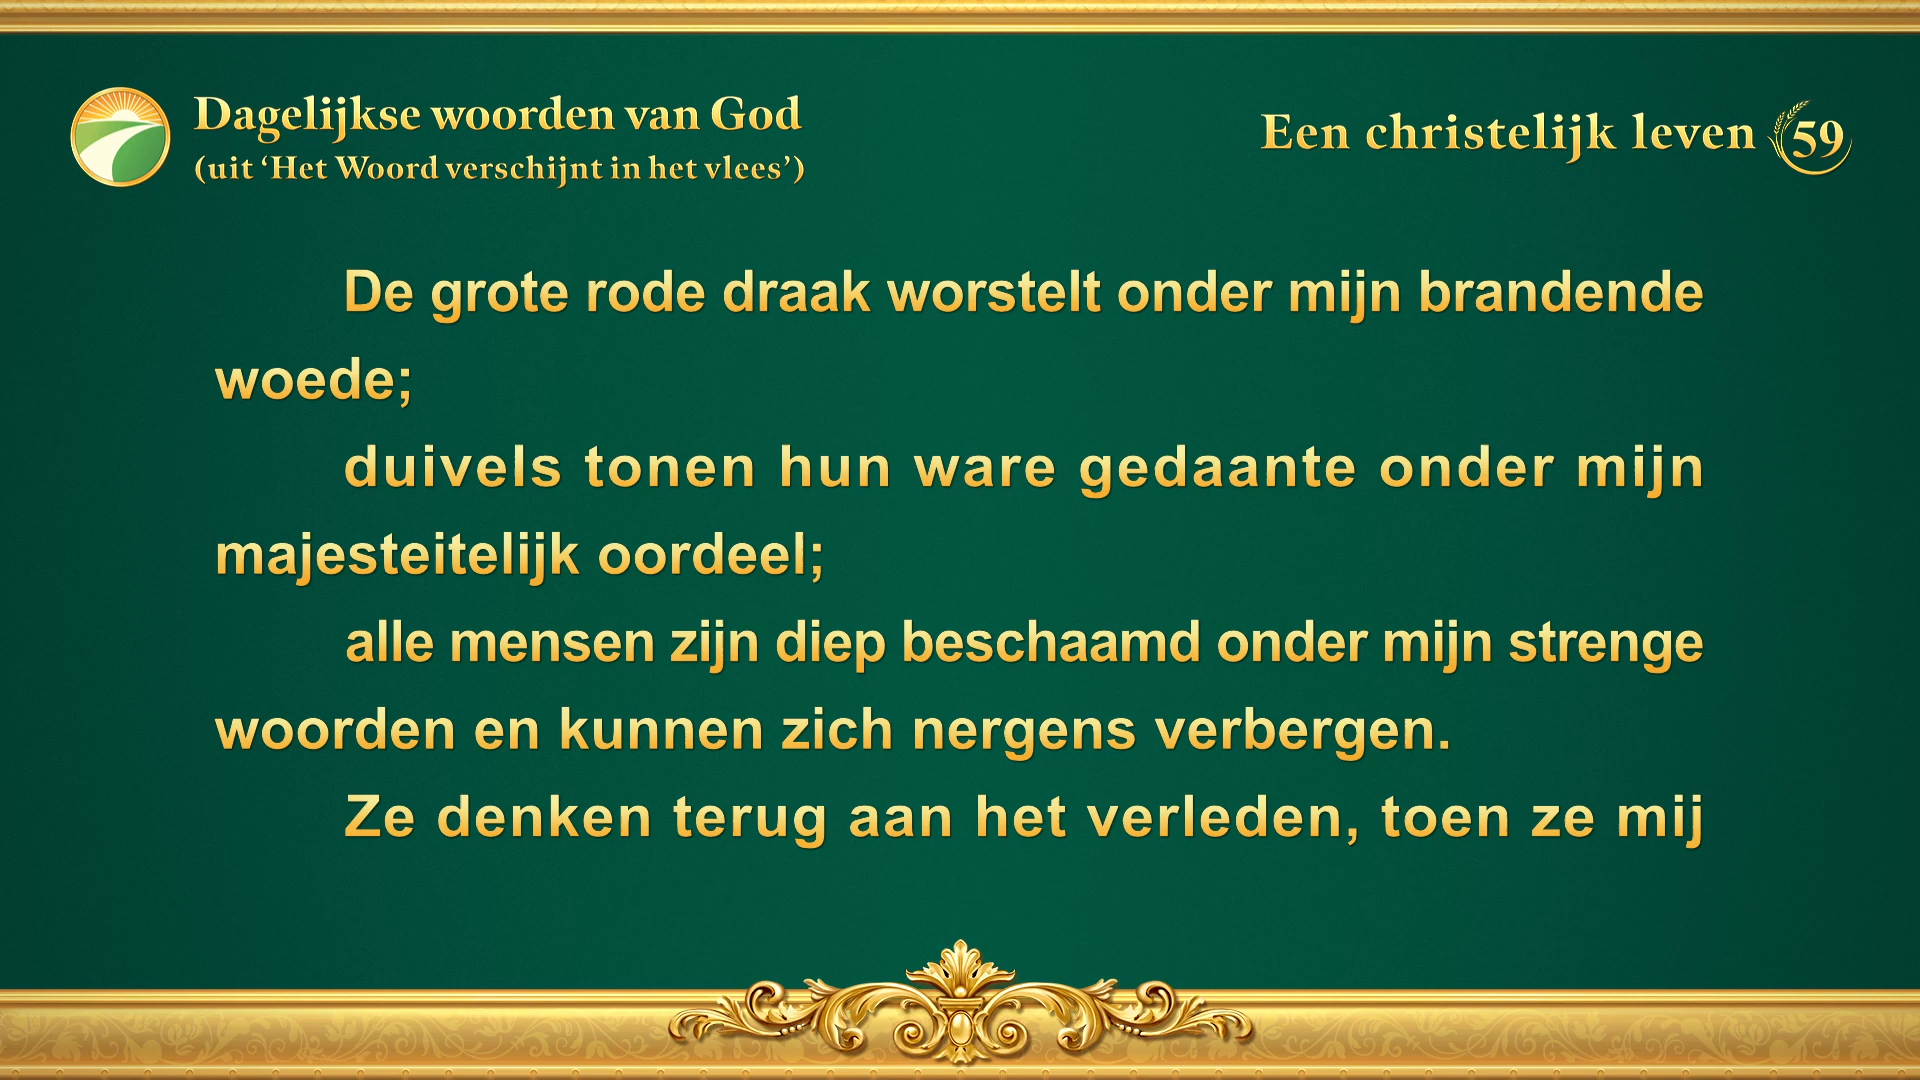 Dagelijkse woorden van God
(uit ‘Het Woord verschijnt in het vlees’)
Een christelijk leven 59
De grote rode draak worstelt onder mijn brandende
woede;
duivels tonen hun ware gedaante onder mijn
majesteitelijk oordeel;
alle mensen zijn diep beschaamd onder mijn strenge
woorden en kunnen zich nergens verbergen.
Ze denken terug aan het verleden, toen ze mij